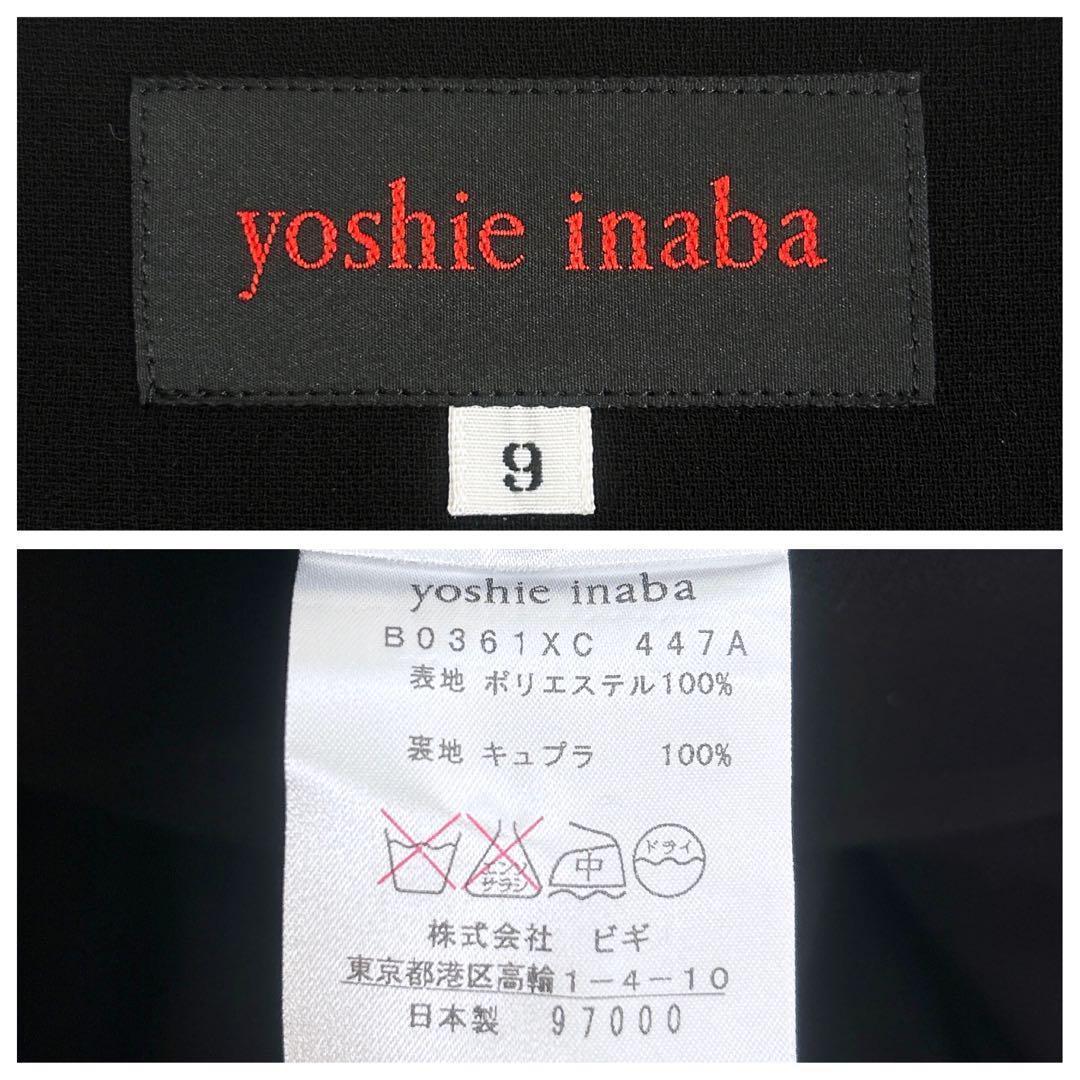 yoshie inaba
9
yoshie inaba
B0361XC 447A
表地 ポリエステル100%
裏地 キュプラ 100%
エンソ
サラシ
中
ドライ
株式会社 ビギ
東京都港区高輪1-4-10
日本製 97000